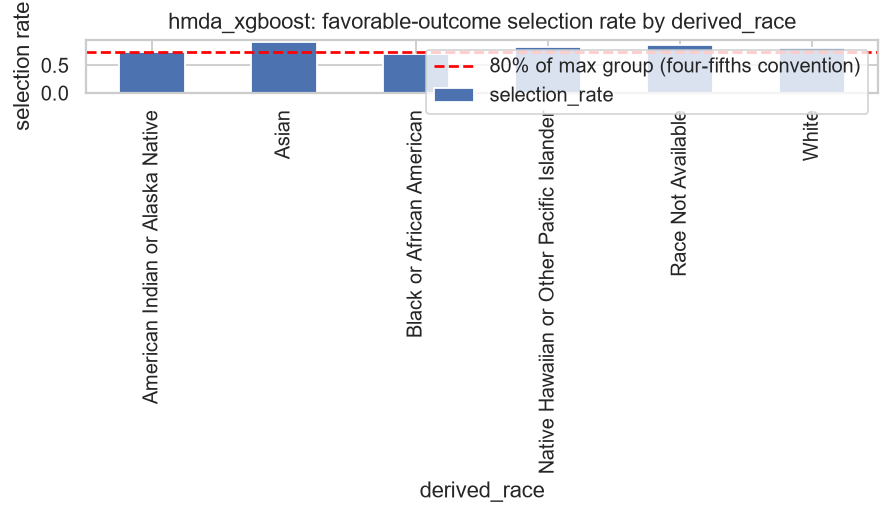 hmda_xgboost: favorable-outcome selection rate by derived_race
selection rate
0.5
0.0
80% of max group (four-fifths convention)
selection_rate
American Indian or Alaska Native
Asian
Black or African American
Native Hawaiian or Other Pacific Islander
Race Not Available
White
derived_race